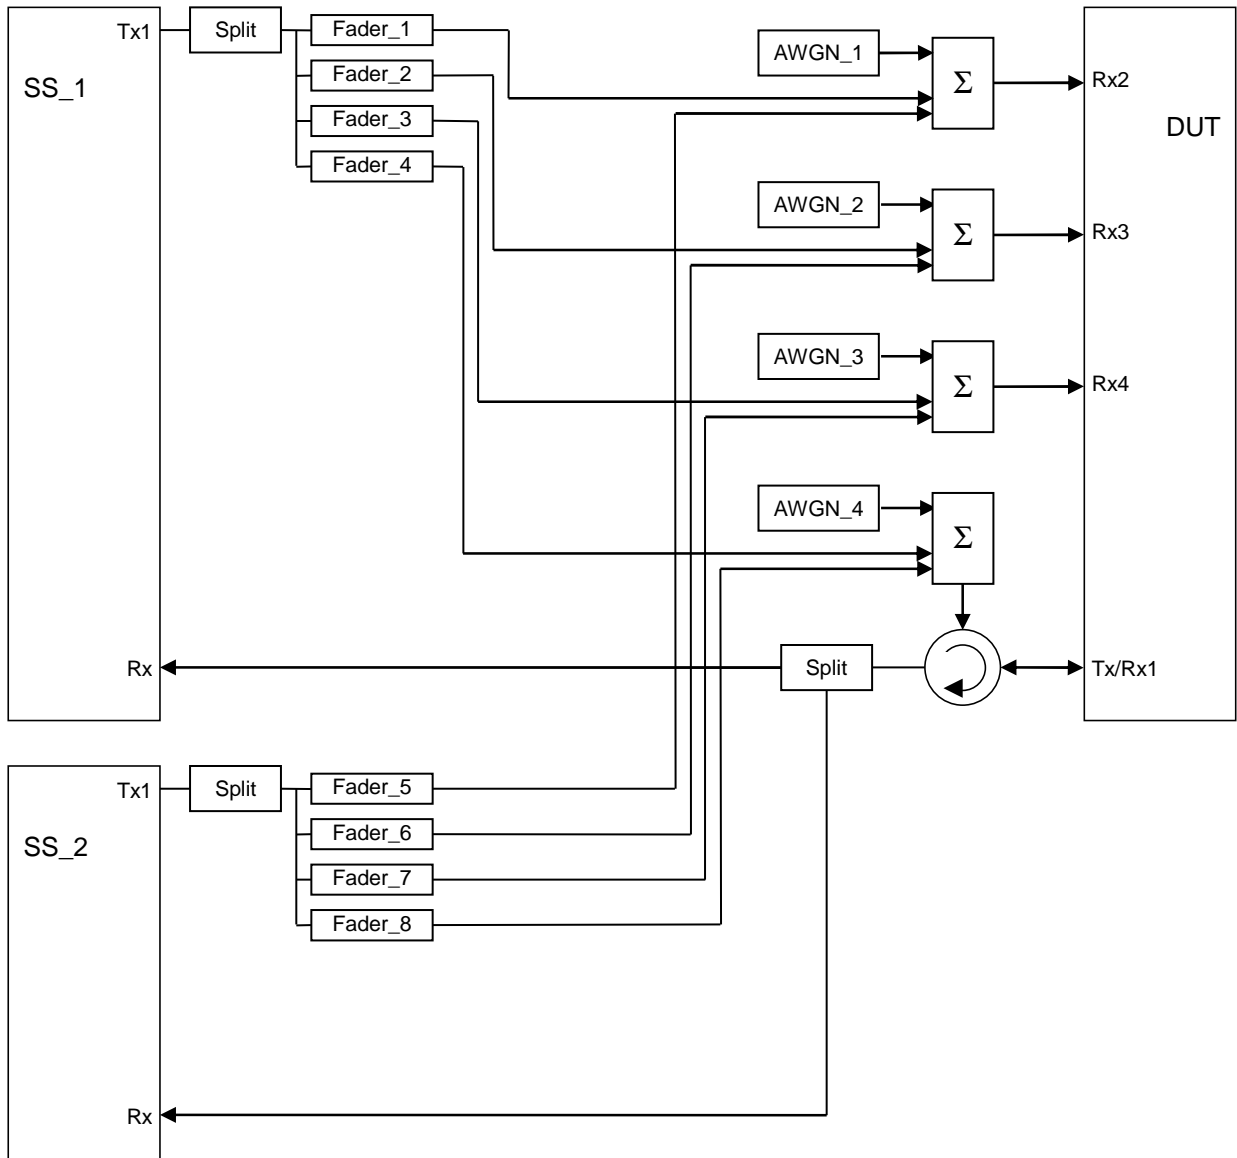 Tx1
Split
Fader_1
Fader_2
Fader_3
Fader_4
SS_1
AWGN_1
Σ
Rx2
DUT
AWGN_2
Σ
Rx3
AWGN_3
Σ
Rx4
AWGN_4
Σ
Rx
Split
Tx/Rx1
Tx1
Split
Fader_5
Fader_6
Fader_7
Fader_8
SS_2
Rx